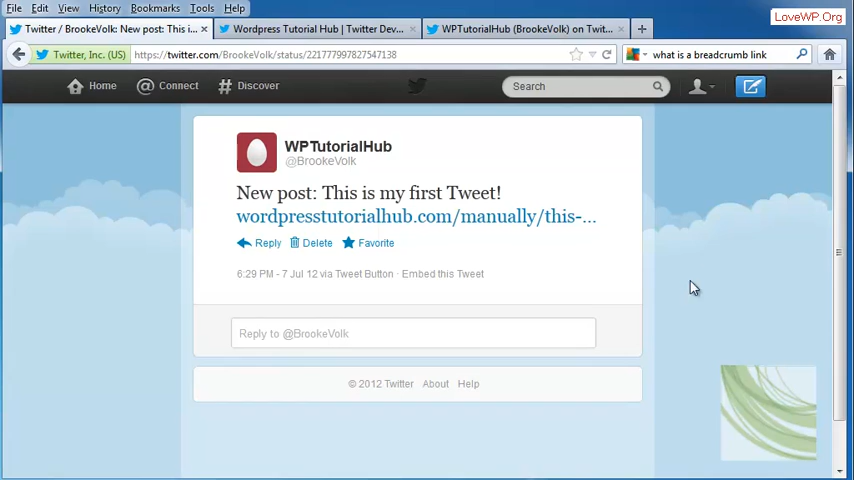 File Edit View History Bookmarks Tools Help
LoveWP.Org
Twitter / BrookeVolk: New post: This i... ×
Wordpress Tutorial Hub | Twitter Dev... ×
WPTutorialHub (BrookeVolk) on Twit... ×
Twitter, Inc. (US)
https://twitter.com/BrookeVolk/status/221777997827547138
what is a breadcrumb link
Home @ Connect # Discover
Search
WPTutorialHub
@BrookeVolk
New post: This is my first Tweet!
wordpresstutorialhub.com/manually/this-...
Reply Delete Favorite
6:29 PM - 7 Jul 12 via Tweet Button · Embed this Tweet
Reply to @BrookeVolk
© 2012 Twitter About Help